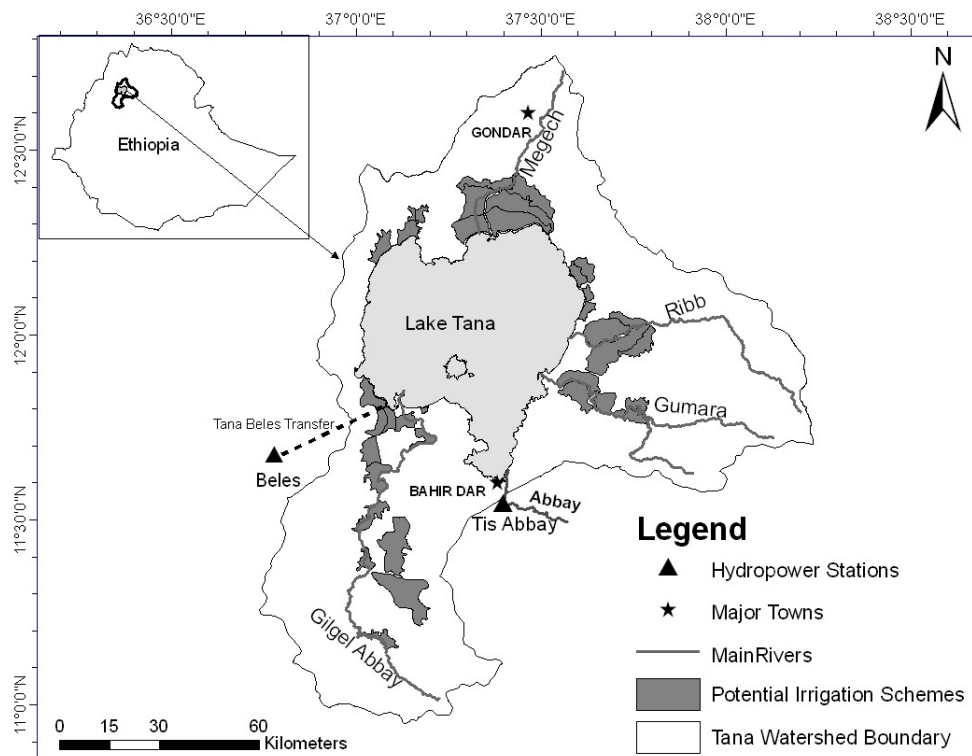 36°30'0"E
37°0'0"E
37°30'0"E
38°0'0"E
38°30'0"E
N
12°30'0"N
12°0'0"N
11°30'0"N
11°0'0"N
Ethiopia
GONDAR
Megech
Lake Tana
Ribb
Gumara
Tana Beles Transfer
Beles
BAHIR DAR
Abbay
Tis Abbay
Gilgel Abbay
Legend
Hydropower Stations
Major Towns
MainRivers
Potential Irrigation Schemes
Tana Watershed Boundary
0 15 30 60
Kilometers